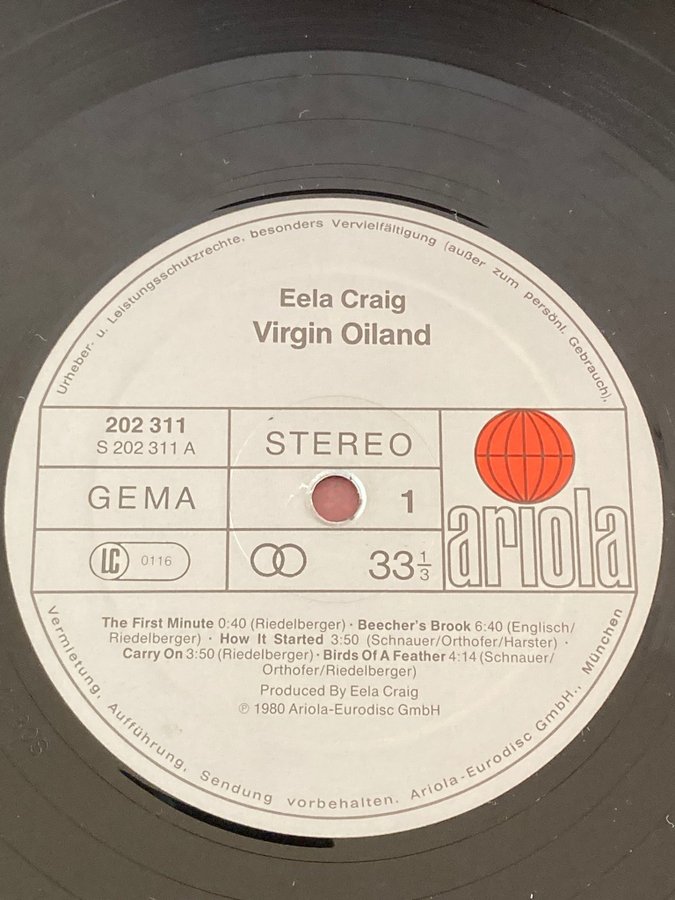 Urheber- u. Leistungsschutzrechte, besonders Vervielfältigung (außer zum persönl. Gebrauch),
Eela Craig
Virgin Oiland
202 311
S 202 311 A
STEREO
GEMA
1
LC 0116
33 1/3
ariola
The First Minute 0:40 (Riedelberger) · Beecher's Brook 6:40 (Englisch/
Riedelberger) · How It Started 3:50 (Schnauer/Orthofer/Harster) ·
Carry On 3:50 (Riedelberger) · Birds Of A Feather 4:14 (Schnauer/
Orthofer/Riedelberger)
Produced By Eela Craig
℗ 1980 Ariola-Eurodisc GmbH
Vermietung, Aufführung, Sendung vorbehalten. Ariola-Eurodisc GmbH., München